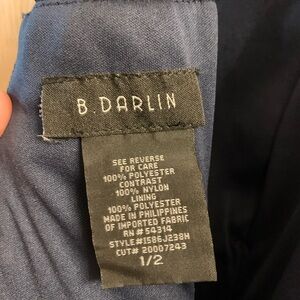 B. DARLIN
SEE REVERSE
FOR CARE
100% POLYESTER
CONTRAST
100% NYLON
LINING
100% POLYESTER
MADE IN PHILIPPINES
OF IMPORTED FABRIC
RN # 54314
STYLE#1586J238H
CUT# 20007243
1/2